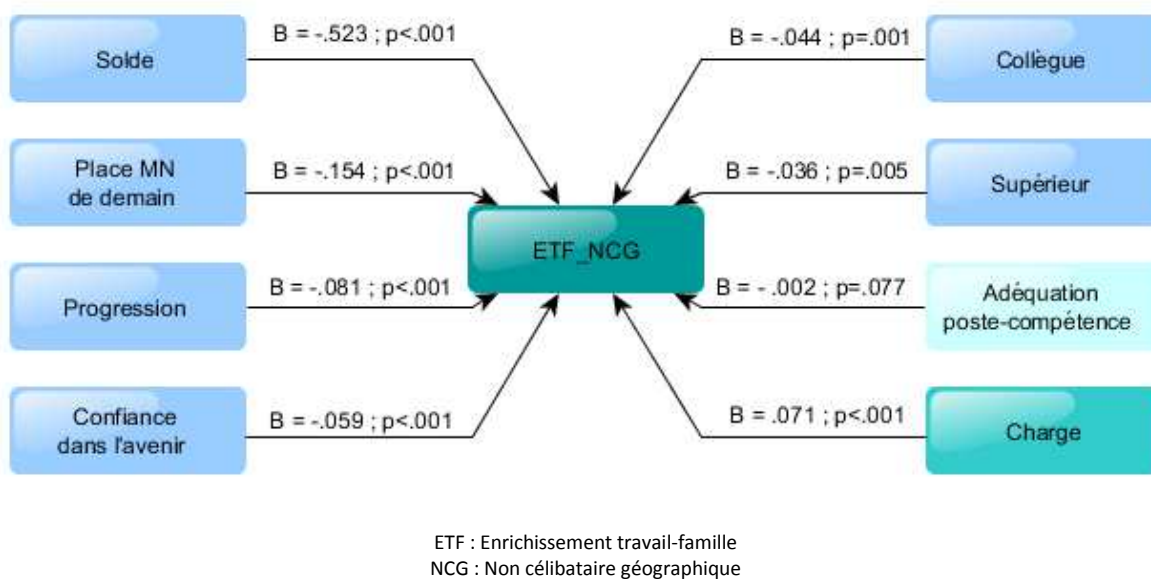 Solde
B = -.523 ; p<.001
B = -.044 ; p=.001
Collègue
Place MN
de demain
B = -.154 ; p<.001
B = -.036 ; p=.005
Supérieur
ETF_NCG
Progression
B = -.081 ; p<.001
B = - .002 ; p=.077
Adéquation
poste-compétence
Confiance
dans l'avenir
B = -.059 ; p<.001
B = .071 ; p<.001
Charge
ETF : Enrichissement travail-famille
NCG : Non célibataire géographique